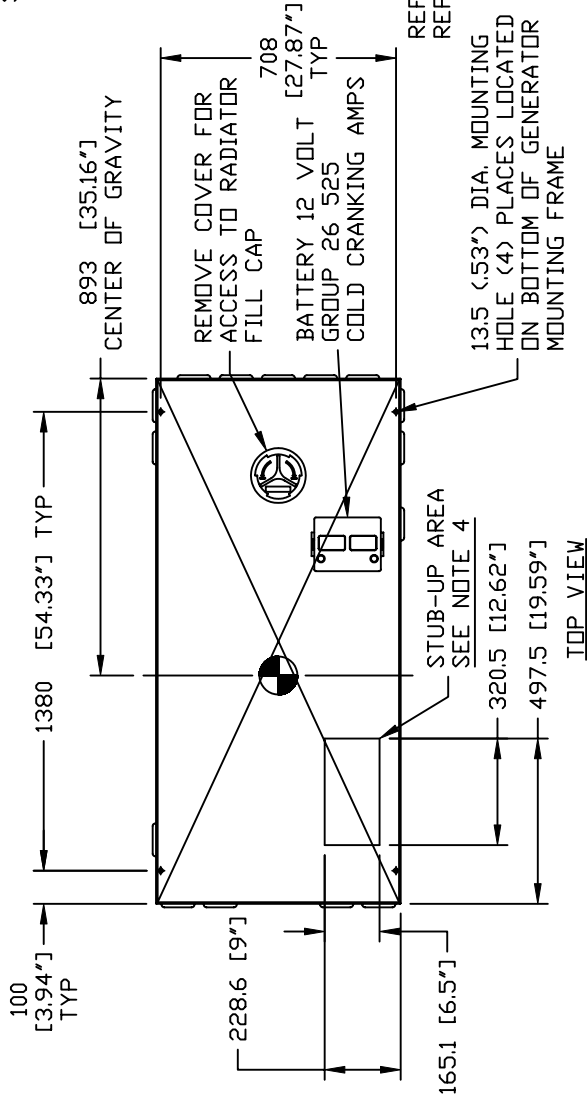 893 [35.16"]
CENTER OF GRAVITY
1380 [54.33"] TYP
100
[3.94"]
TYP
REMOVE COVER FOR
ACCESS TO RADIATOR
FILL CAP
708
[27.87"]
TYP
BATTERY 12 VOLT
GROUP 26 525
COLD CRANKING AMPS
REF
REF
13.5 (.53") DIA. MOUNTING
HOLE (4) PLACES LOCATED
ON BOTTOM OF GENERATOR
MOUNTING FRAME
228.6 [9"]
165.1 [6.5"]
STUB-UP AREA
SEE NOTE 4
320.5 [12.62"]
497.5 [19.59"]
TOP VIEW